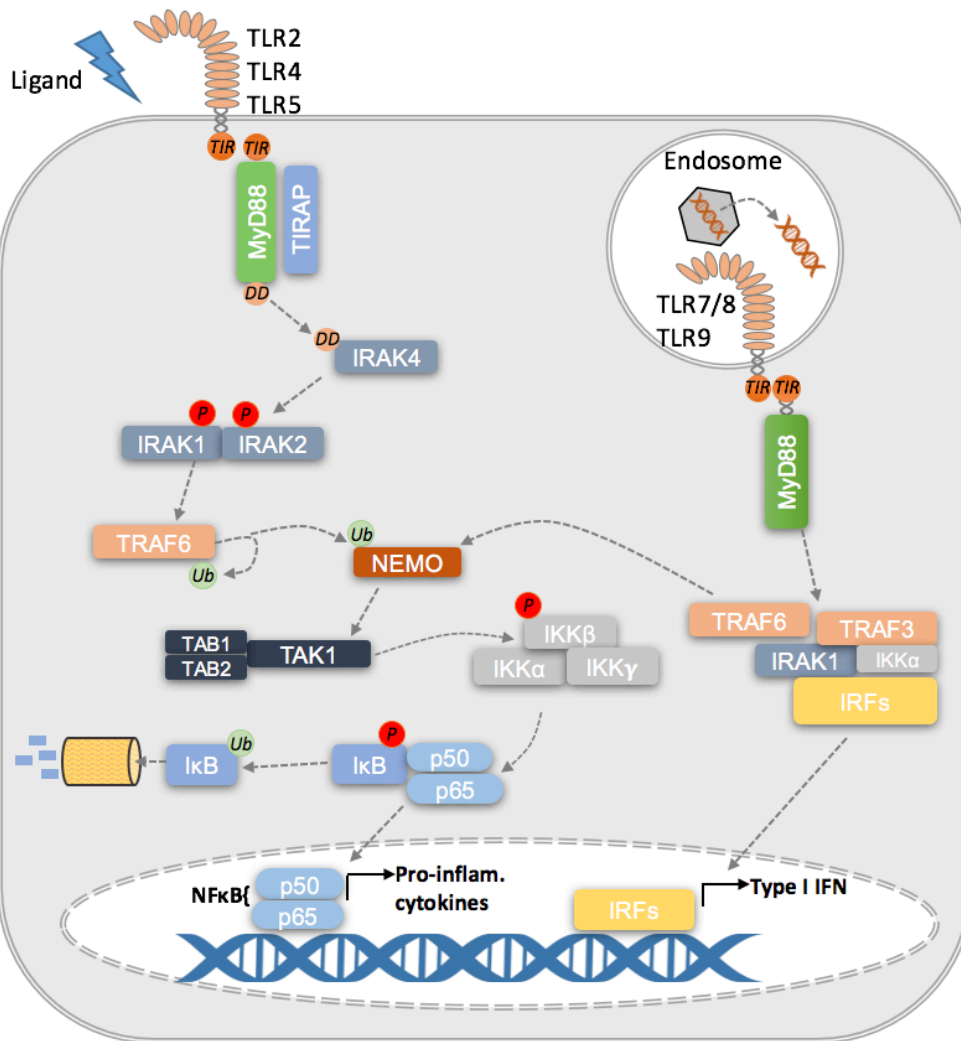 Ligand
TLR2
TLR4
TLR5
TIR
TIR
MyD88
TIRAP
DD
DD
IRAK4
P
P
IRAK1
IRAK2
TRAF6
Ub
Ub
NEMO
TAB1
TAB2
TAK1
P
IKKβ
IKKα
IKKγ
Endosome
TLR7/8
TLR9
TIR
TIR
MyD88
TRAF6
TRAF3
IRAK1
IKKα
IRFs
IκB
Ub
P
IκB
p50
p65
NFκB{
p50
p65
Pro-inflam.
cytokines
IRFs
Type I IFN